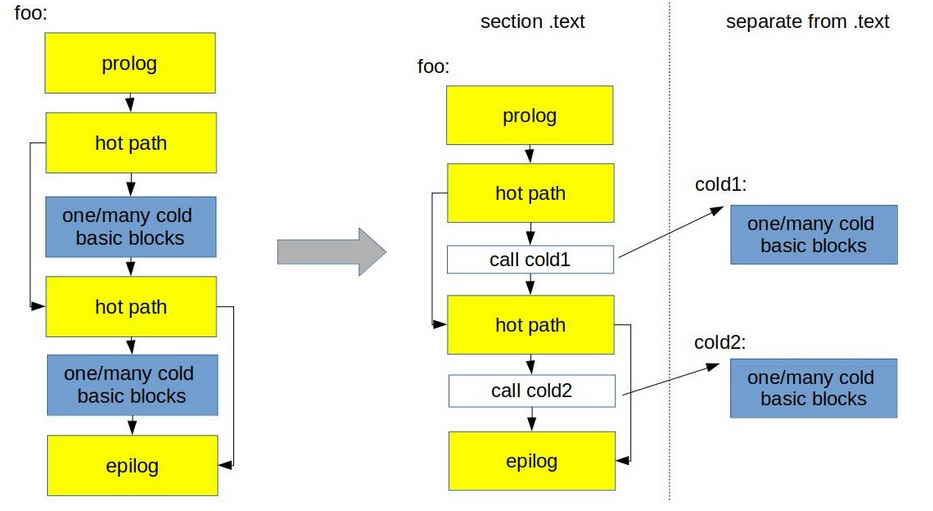 foo:
prolog
hot path
one/many cold
basic blocks
hot path
one/many cold
basic blocks
epilog
section .text
foo:
prolog
hot path
call cold1
hot path
call cold2
epilog
separate from .text
cold1:
one/many cold
basic blocks
cold2:
one/many cold
basic blocks